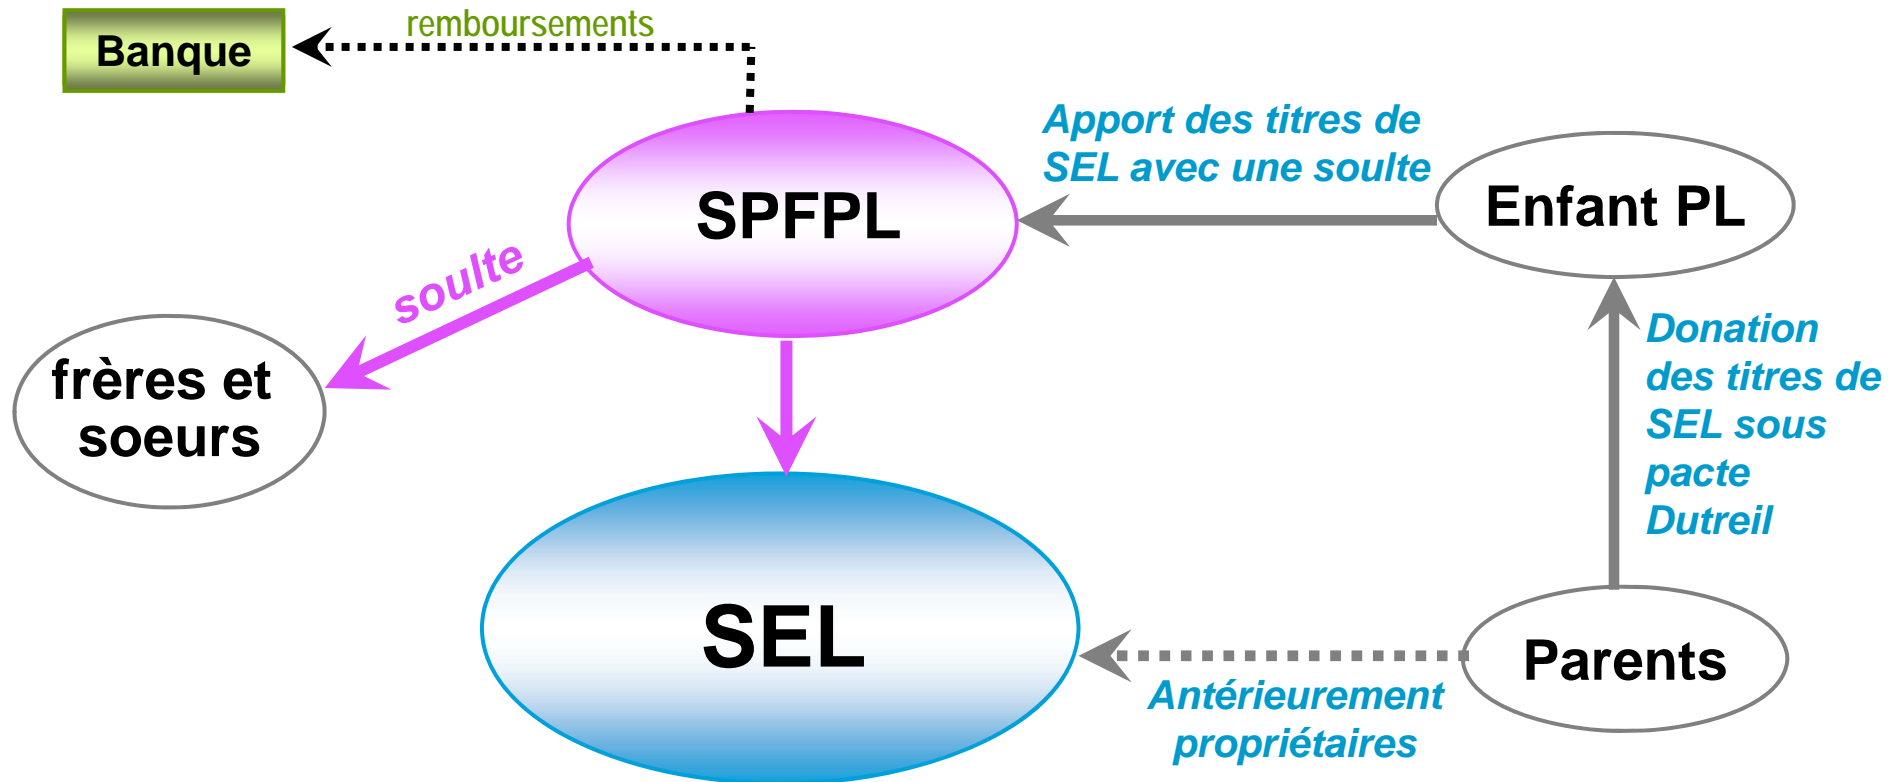 remboursements
Banque
Apport des titres de
SEL avec une soulte
SPFPL
Enfant PL
soulte
Donation
des titres de
SEL sous
pacte
Dutreil
frères et
soeurs
SEL
Parents
Antérieurement
propriétaires